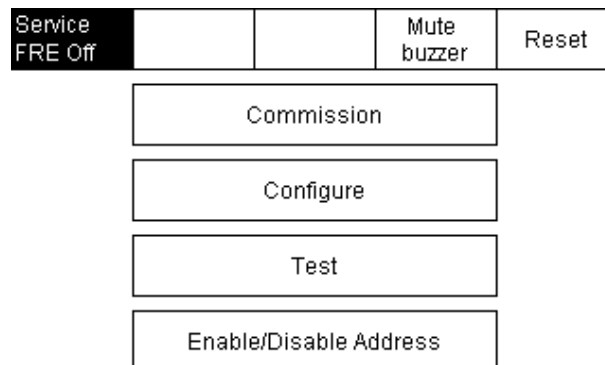 Service
FRE Off
Mute
buzzer
Reset
Commission
Configure
Test
Enable/Disable Address